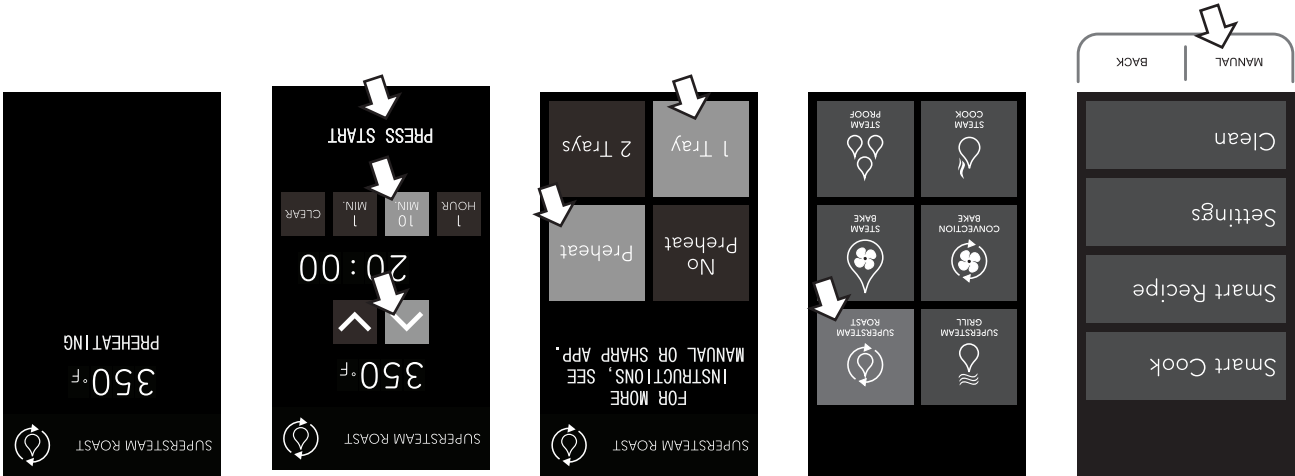 Smart Cook
Smart Recipe
Settings
Clean
MANUAL
BACK
SUPERSTEAM
GRILL
SUPERSTEAM
ROAST
CONVECTION
BAKE
STEAM
BAKE
STEAM
COOK
STEAM
PROOF
SUPERSTEAM ROAST
FOR MORE
INSTRUCTIONS, SEE
MANUAL OR SHARP APP.
No
Preheat
Preheat
1 Tray
2 Trays
SUPERSTEAM ROAST
350°F
20:00
1
HOUR
10
MIN.
1
MIN.
CLEAR
PRESS START
SUPERSTEAM ROAST
350°F
PREHEATING